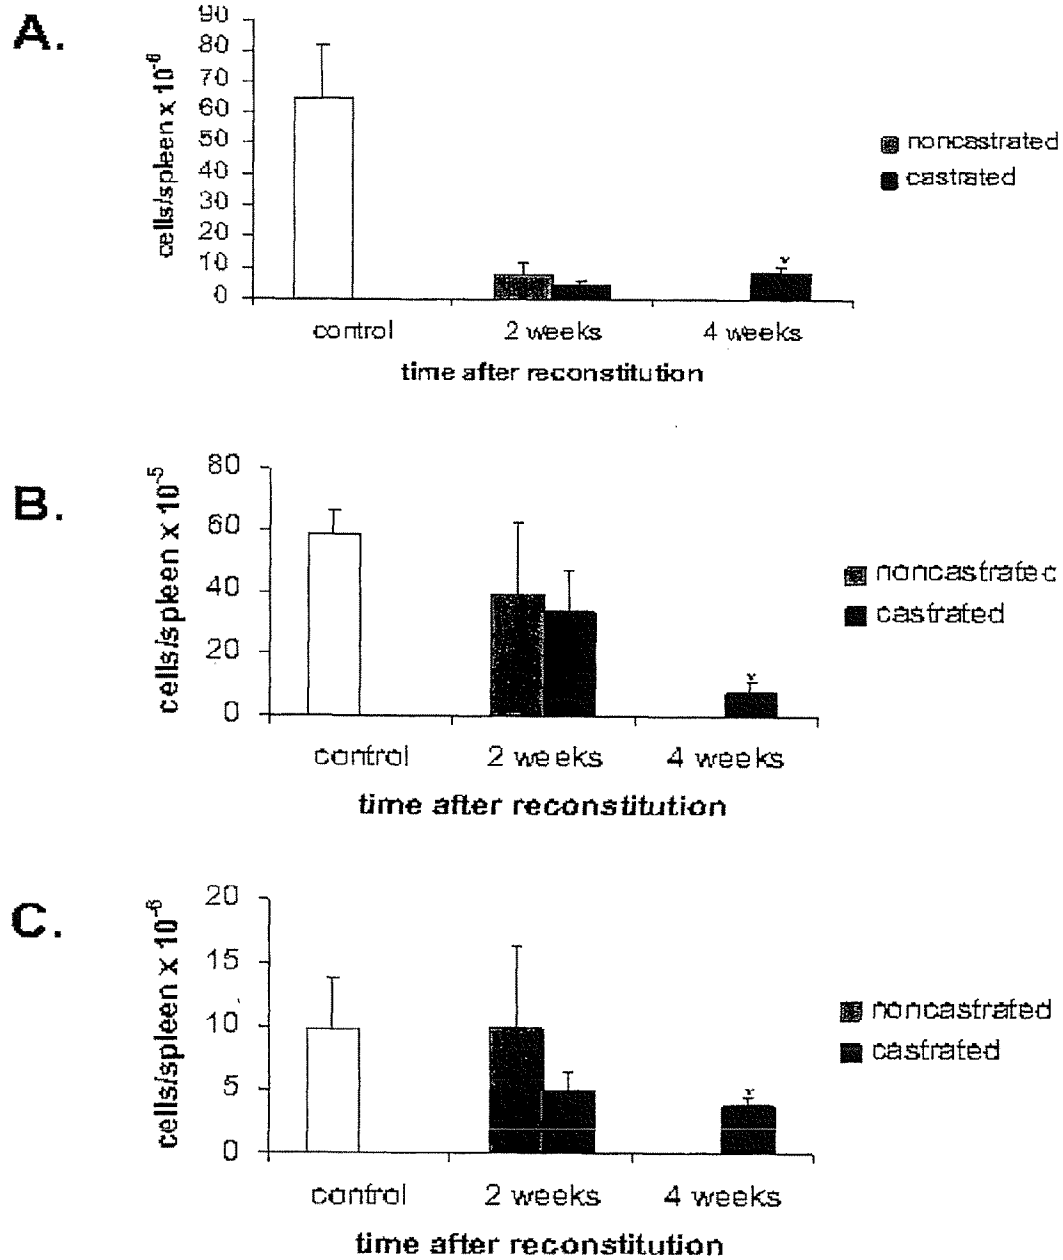 A.
cells/spleen x 10-6
90
80
70
60
50
40
30
20
10
0
noncastrated
castrated
*
control
2 weeks
4 weeks
time after reconstitution
B.
cells/spleen x 10-5
80
60
40
20
0
noncastrated
castrated
*
control
2 weeks
4 weeks
time after reconstitution
C.
cells/spleen x 10-6
20
15
10
5
0
noncastrated
castrated
*
control
2 weeks
4 weeks
time after reconstitution